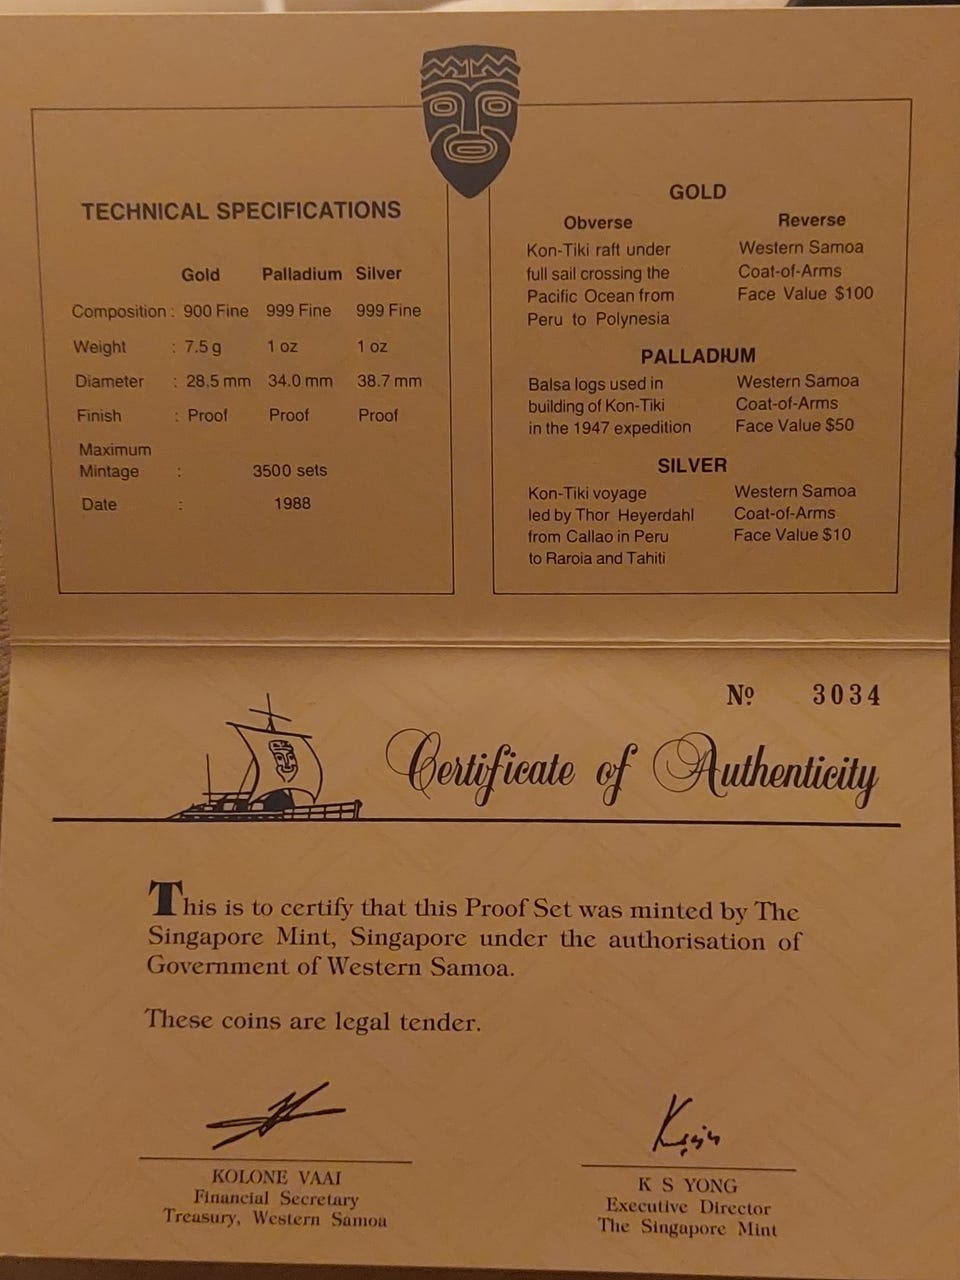 TECHNICAL SPECIFICATIONS
Gold Palladium Silver
Composition : 900 Fine 999 Fine 999 Fine
Weight : 7.5 g 1 oz 1 oz
Diameter : 28.5 mm 34.0 mm 38.7 mm
Finish : Proof Proof Proof
Maximum
Mintage : 3500 sets
Date : 1988
GOLD
Obverse Reverse
Kon-Tiki raft under Western Samoa
full sail crossing the Coat-of-Arms
Pacific Ocean from Face Value $100
Peru to Polynesia
PALLADIUM
Balsa logs used in Western Samoa
building of Kon-Tiki Coat-of-Arms
in the 1947 expedition Face Value $50
SILVER
Kon-Tiki voyage Western Samoa
led by Thor Heyerdahl Coat-of-Arms
from Callao in Peru Face Value $10
to Raroia and Tahiti
Nº 3034
Certificate of Authenticity
This is to certify that this Proof Set was minted by The
Singapore Mint, Singapore under the authorisation of
Government of Western Samoa.
These coins are legal tender.
KOLONE VAAI
Financial Secretary
Treasury, Western Samoa
K S YONG
Executive Director
The Singapore Mint